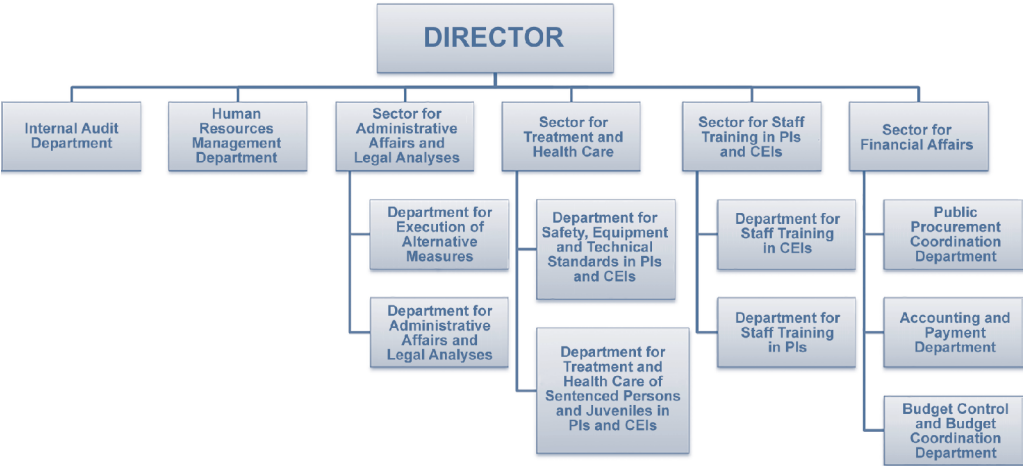 DIRECTOR
Internal Audit
Department
Human
Resources
Management
Department
Sector for
Administrative
Affairs and
Legal Analyses
Sector for
Treatment and
Health Care
Sector for Staff
Training in PIs
and CEIs
Sector for
Financial Affairs
Department for
Execution of
Alternative
Measures
Department for
Administrative
Affairs and
Legal Analyses
Department for
Safety, Equipment
and Technical
Standards in PIs
and CEIs
Department for
Treatment and
Health Care of
Sentenced Persons
and Juveniles in
PIs and CEIs
Department for
Staff Training
in CEIs
Department for
Staff Training
in PIs
Public
Procurement
Coordination
Department
Accounting and
Payment
Department
Budget Control
and Budget
Coordination
Department